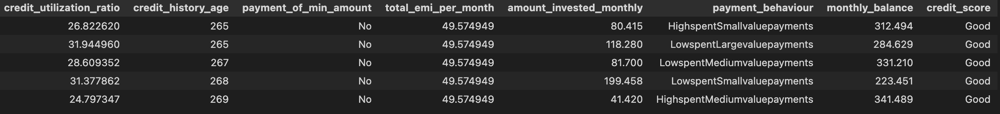 credit_utilization_ratio credit_history_age payment_of_min_amount total_emi_per_month amount_invested_monthly payment_behaviour monthly_balance credit_score
26.822620 265 No 49.574949 80.415 HighspentSmallvaluepayments 312.494 Good
31.944960 265 No 49.574949 118.280 LowspentLargevaluepayments 284.629 Good
28.609352 267 No 49.574949 81.700 LowspentMediumvaluepayments 331.210 Good
31.377862 268 No 49.574949 199.458 LowspentSmallvaluepayments 223.451 Good
24.797347 269 No 49.574949 41.420 HighspentMediumvaluepayments 341.489 Good